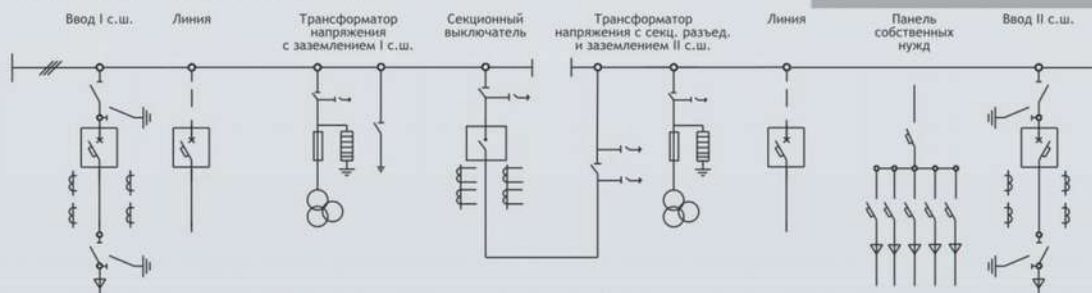 Ввод I с.ш.
Линия
Трансформатор
напряжения
с заземлением I с.ш.
Секционный
выключатель
Трансформатор
напряжения с секц. разъед.
и заземлением II с.ш.
Линия
Панель
собственных
нужд
Ввод II с.ш.